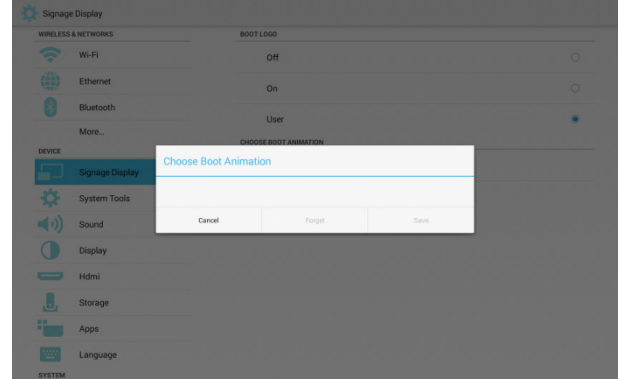 Signage Display
WIRELESS & NETWORKS
Wi-Fi
Ethernet
Bluetooth
More...
DEVICE
Signage Display
System Tools
Sound
Display
Hdmi
Storage
Apps
Language
SYSTEM
BOOT LOGO
Off
On
User
CHOOSE BOOT ANIMATION
Choose Boot Animation
Cancel
Forget
Save